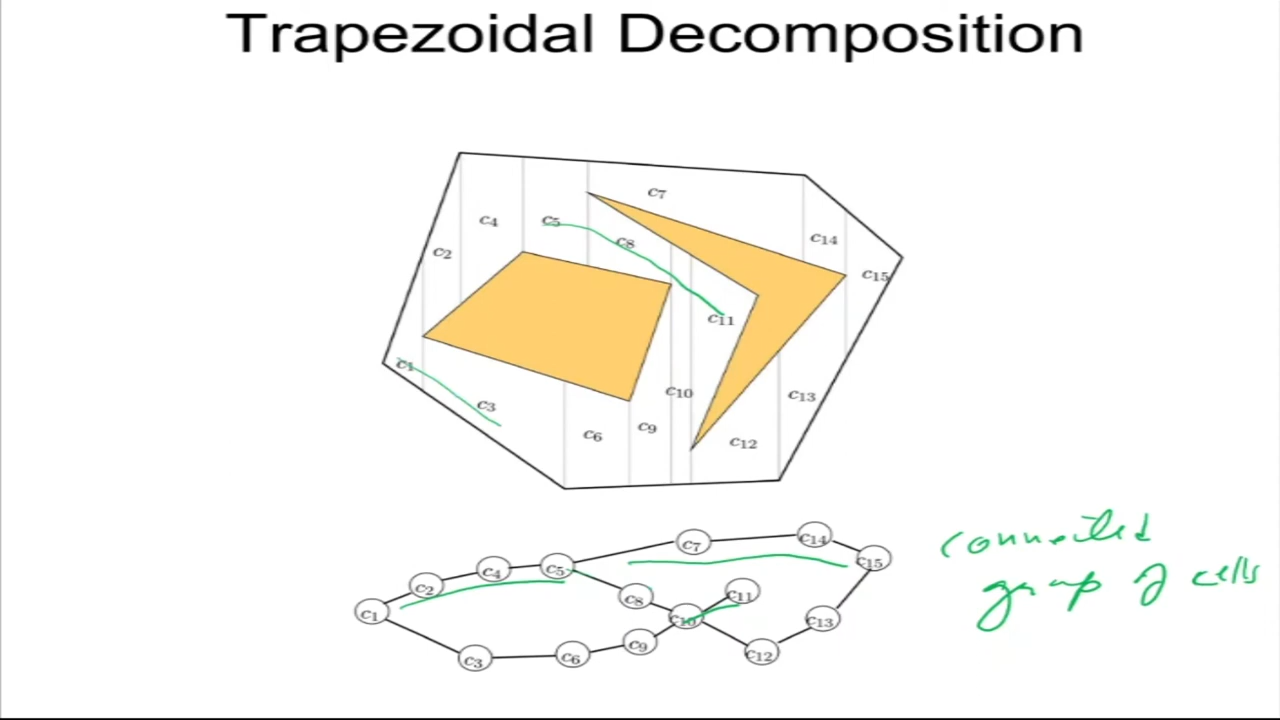 Trapezoidal Decomposition
c7
c4
c5
c8
c14
c2
c15
c11
c1
c10
c13
c3
c9
c6
c12
c7
c14
c5
c15
c4
c2
c8
c11
c1
c10
c13
c9
c3
c6
c12
connected
group of cells